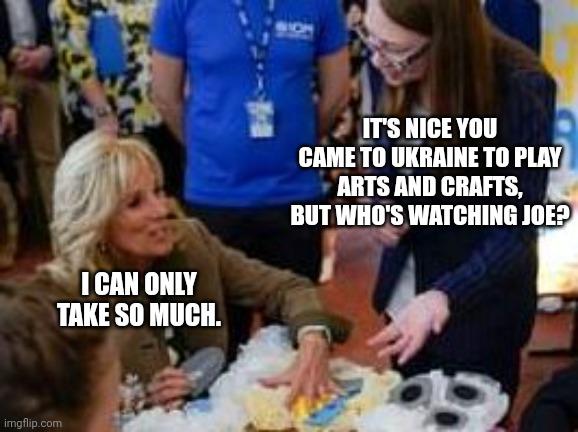 IT'S NICE YOU
CAME TO UKRAINE TO PLAY
ARTS AND CRAFTS,
BUT WHO'S WATCHING JOE?
I CAN ONLY
TAKE SO MUCH.
imgflip.com